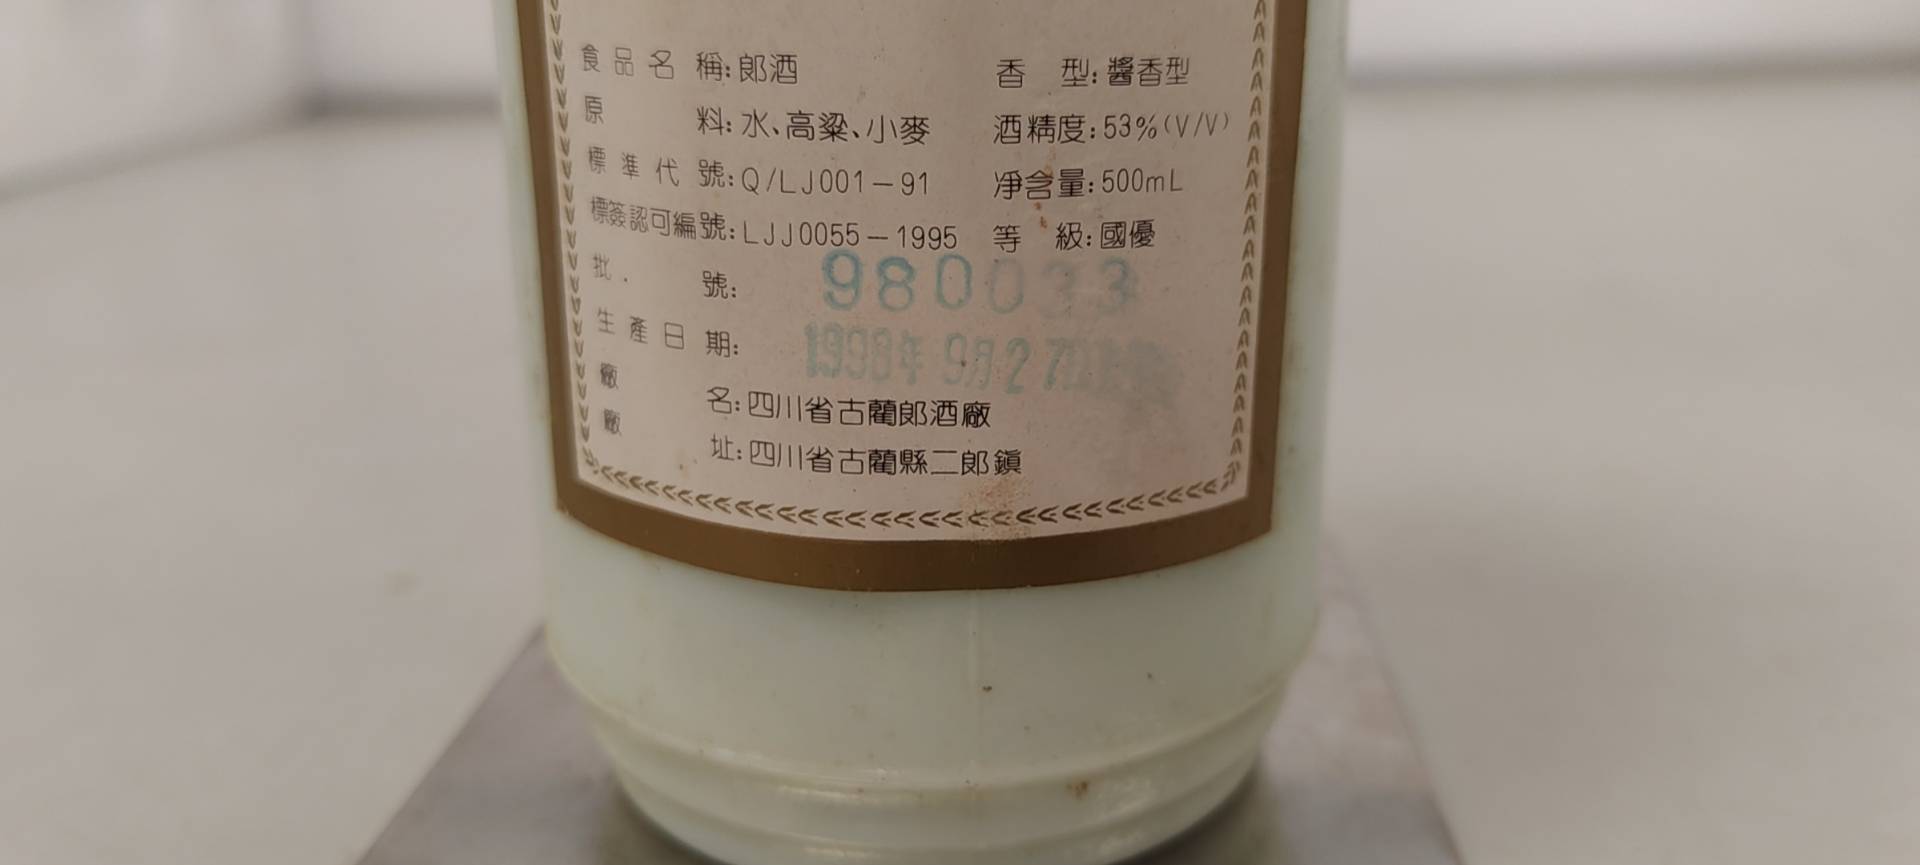 食品名稱:郎酒 香型:醬香型
原料:水、高粱、小麥 酒精度:53%(V/V)
標準代號:Q/LJ001-91 淨含量:500mL
標簽認可編號:LJJ0055-1995 等級:國優
批號: 980033
生產日期: 1998年9月27日
廠名:四川省古藺郎酒廠
廠址:四川省古藺縣二郎鎮